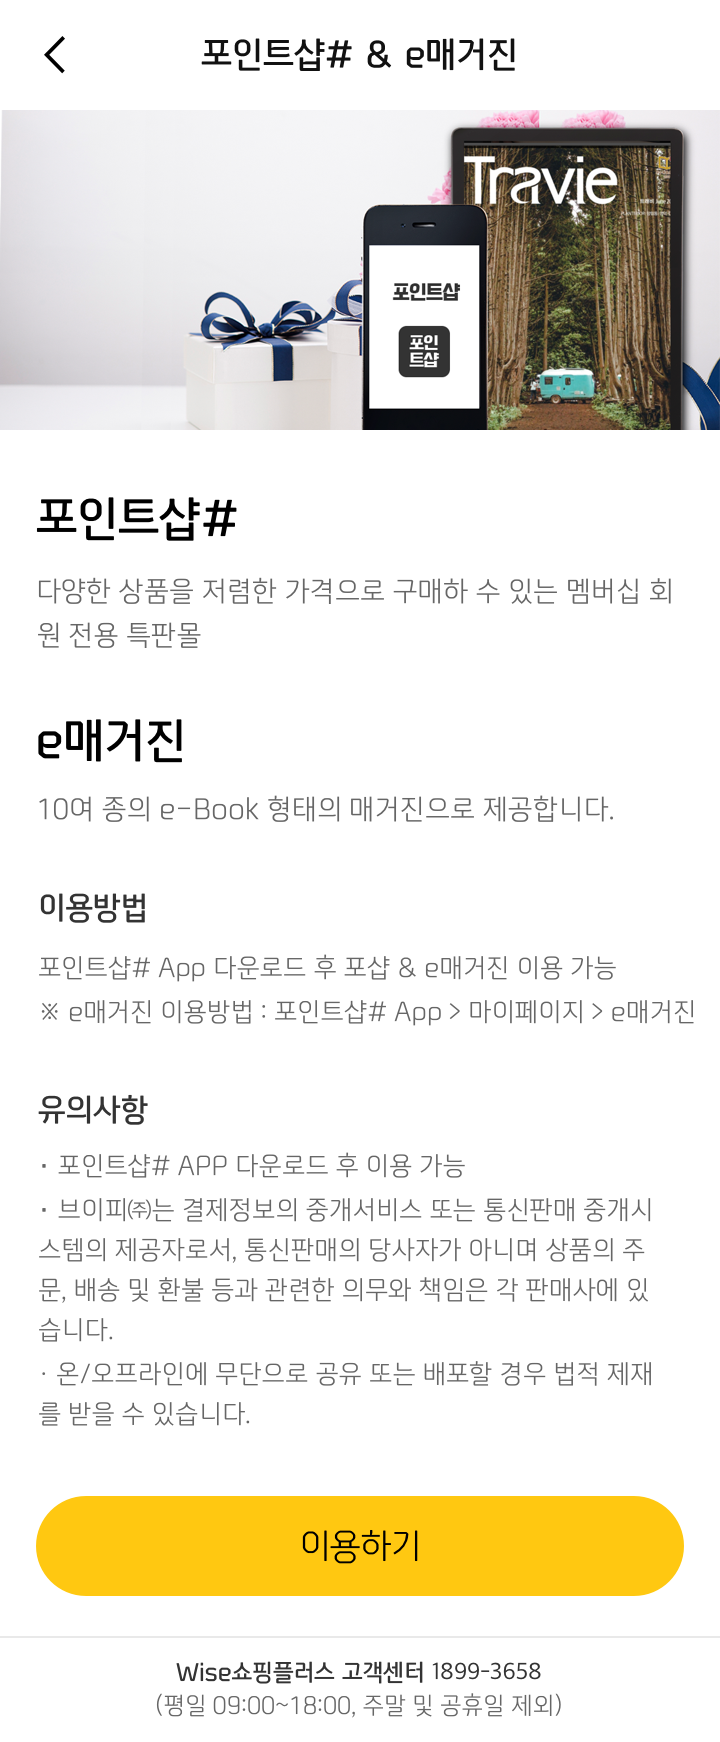 포인트샵# & e매거진
Travie
포인트샵
포인
트샵
포인트샵#
다양한 상품을 저렴한 가격으로 구매하 수 있는 멤버십 회
원 전용 특판몰
e매거진
10여 종의 e-Book 형태의 매거진으로 제공합니다.
이용방법
포인트샵# App 다운로드 후 포샵 & e매거진 이용 가능
※ e매거진 이용방법 : 포인트샵# App > 마이페이지 > e매거진
유의사항
· 포인트샵# APP 다운로드 후 이용 가능
· 브이피㈜는 결제정보의 중개서비스 또는 통신판매 중개시
스템의 제공자로서, 통신판매의 당사자가 아니며 상품의 주
문, 배송 및 환불 등과 관련한 의무와 책임은 각 판매사에 있
습니다.
· 온/오프라인에 무단으로 공유 또는 배포할 경우 법적 제재
를 받을 수 있습니다.
이용하기
Wise쇼핑플러스 고객센터 1899-3658
(평일 09:00~18:00, 주말 및 공휴일 제외)